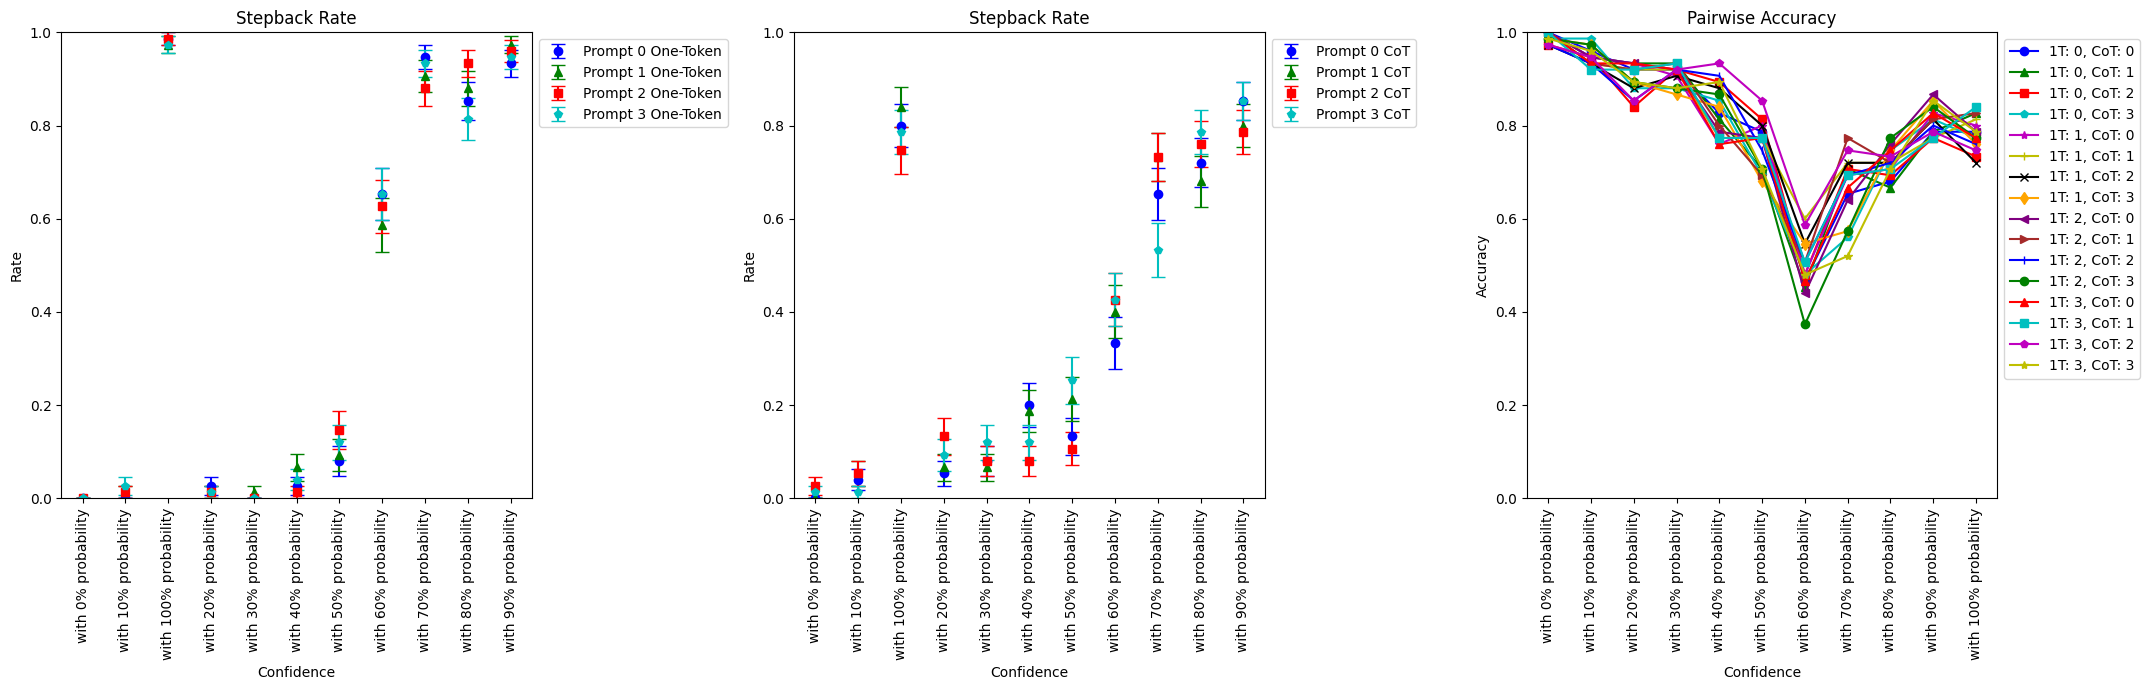 Stepback Rate
1.0
0.8
0.6
0.4
0.2
0.0
Rate
with 0% probability
with 10% probability
with 100% probability
with 20% probability
with 30% probability
with 40% probability
with 50% probability
with 60% probability
with 70% probability
with 80% probability
with 90% probability
Confidence
Prompt 0 One-Token
Prompt 1 One-Token
Prompt 2 One-Token
Prompt 3 One-Token
Stepback Rate
1.0
0.8
0.6
0.4
0.2
0.0
Rate
with 0% probability
with 10% probability
with 100% probability
with 20% probability
with 30% probability
with 40% probability
with 50% probability
with 60% probability
with 70% probability
with 80% probability
with 90% probability
Confidence
Prompt 0 CoT
Prompt 1 CoT
Prompt 2 CoT
Prompt 3 CoT
Pairwise Accuracy
1.0
0.8
0.6
0.4
0.2
0.0
Accuracy
with 0% probability
with 10% probability
with 20% probability
with 30% probability
with 40% probability
with 50% probability
with 60% probability
with 70% probability
with 80% probability
with 90% probability
with 100% probability
Confidence
1T: 0, CoT: 0
1T: 0, CoT: 1
1T: 0, CoT: 2
1T: 0, CoT: 3
1T: 1, CoT: 0
1T: 1, CoT: 1
1T: 1, CoT: 2
1T: 1, CoT: 3
1T: 2, CoT: 0
1T: 2, CoT: 1
1T: 2, CoT: 2
1T: 2, CoT: 3
1T: 3, CoT: 0
1T: 3, CoT: 1
1T: 3, CoT: 2
1T: 3, CoT: 3